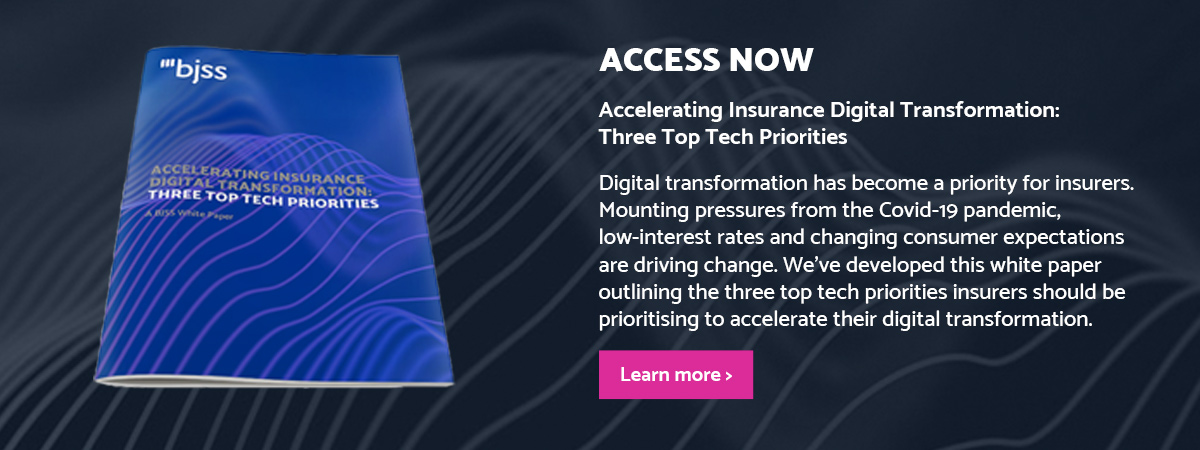 bjss
ACCELERATING INSURANCE
DIGITAL TRANSFORMATION:
THREE TOP TECH PRIORITIES
A BJSS White Paper
ACCESS NOW
Accelerating Insurance Digital Transformation:
Three Top Tech Priorities
Digital transformation has become a priority for insurers.
Mounting pressures from the Covid-19 pandemic,
low-interest rates and changing consumer expectations
are driving change. We've developed this white paper
outlining the three top tech priorities insurers should be
prioritising to accelerate their digital transformation.
Learn more >